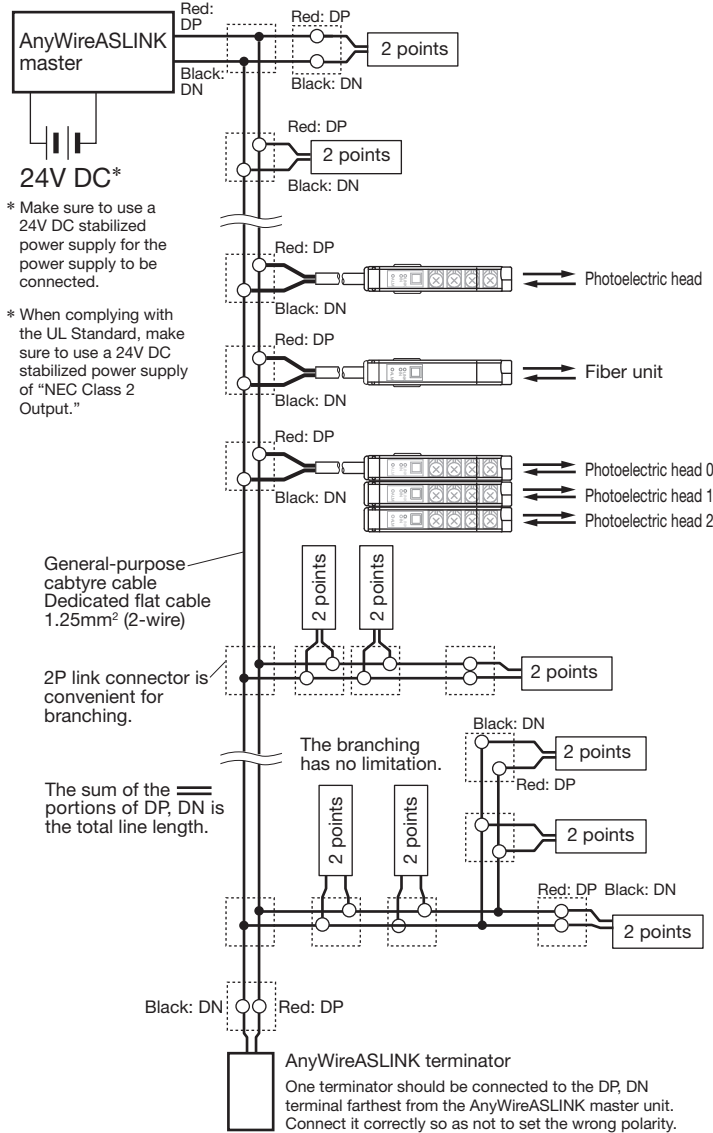 Red:
DP
AnyWireASLINK
master
Black:
DN
Red: DP
2 points
Black: DN
24V DC*
* Make sure to use a
24V DC stabilized
power supply for the
power supply to be
connected.
* When complying with
the UL Standard, make
sure to use a 24V DC
stabilized power supply
of “NEC Class 2
Output.”
Red: DP
2 points
Black: DN
Red: DP
Photoelectric head
Black: DN
Red: DP
Fiber unit
Black: DN
Red: DP
Photoelectric head 0
Black: DN
Photoelectric head 1
Photoelectric head 2
General-purpose
cabtyre cable
Dedicated flat cable
1.25mm² (2-wire)
2 points
2 points
2P link connector is
convenient for
branching.
2 points
The branching
has no limitation.
Black: DN
2 points
Red: DP
The sum of the
portions of DP, DN is
the total line length.
2 points
2 points
2 points
Red: DP Black: DN
2 points
Black: DN
Red: DP
AnyWireASLINK terminator
One terminator should be connected to the DP, DN
terminal farthest from the AnyWireASLINK master unit.
Connect it correctly so as not to set the wrong polarity.